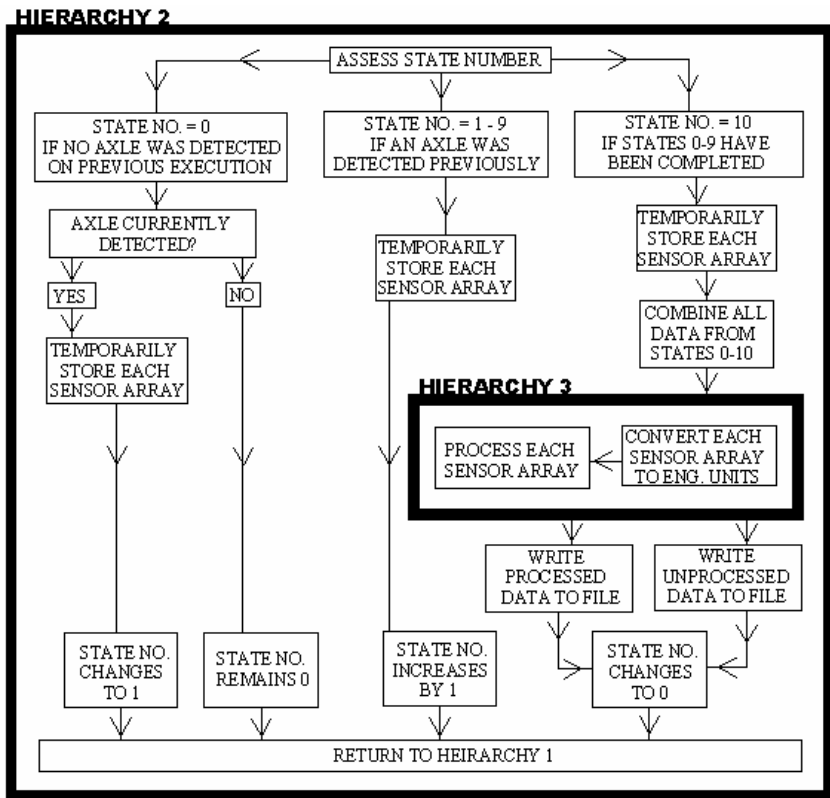 HIERARCHY 2
ASSESS STATE NUMBER
STATE NO. = 0
IF NO AXLE WAS DETECTED
ON PREVIOUS EXECUTION
STATE NO. = 1 - 9
IF AN AXLE WAS
DETECTED PREVIOUSLY
STATE NO. = 10
IF STATES 0-9 HAVE
BEEN COMPLETED
AXLE CURRENTLY
DETECTED?
YES
NO
TEMPORARILY
STORE EACH
SENSOR ARRAY
TEMPORARILY
STORE EACH
SENSOR ARRAY
TEMPORARILY
STORE EACH
SENSOR ARRAY
COMBINE ALL
DATA FROM
STATES 0-10
HIERARCHY 3
PROCESS EACH
SENSOR ARRAY
CONVERT EACH
SENSOR ARRAY
TO ENG. UNITS
WRITE
PROCESSED
DATA TO FILE
WRITE
UNPROCESSED
DATA TO FILE
STATE NO.
CHANGES
TO 1
STATE NO.
REMAINS 0
STATE NO.
INCREASES
BY 1
STATE NO.
CHANGES
TO 0
RETURN TO HEIRARCHY 1